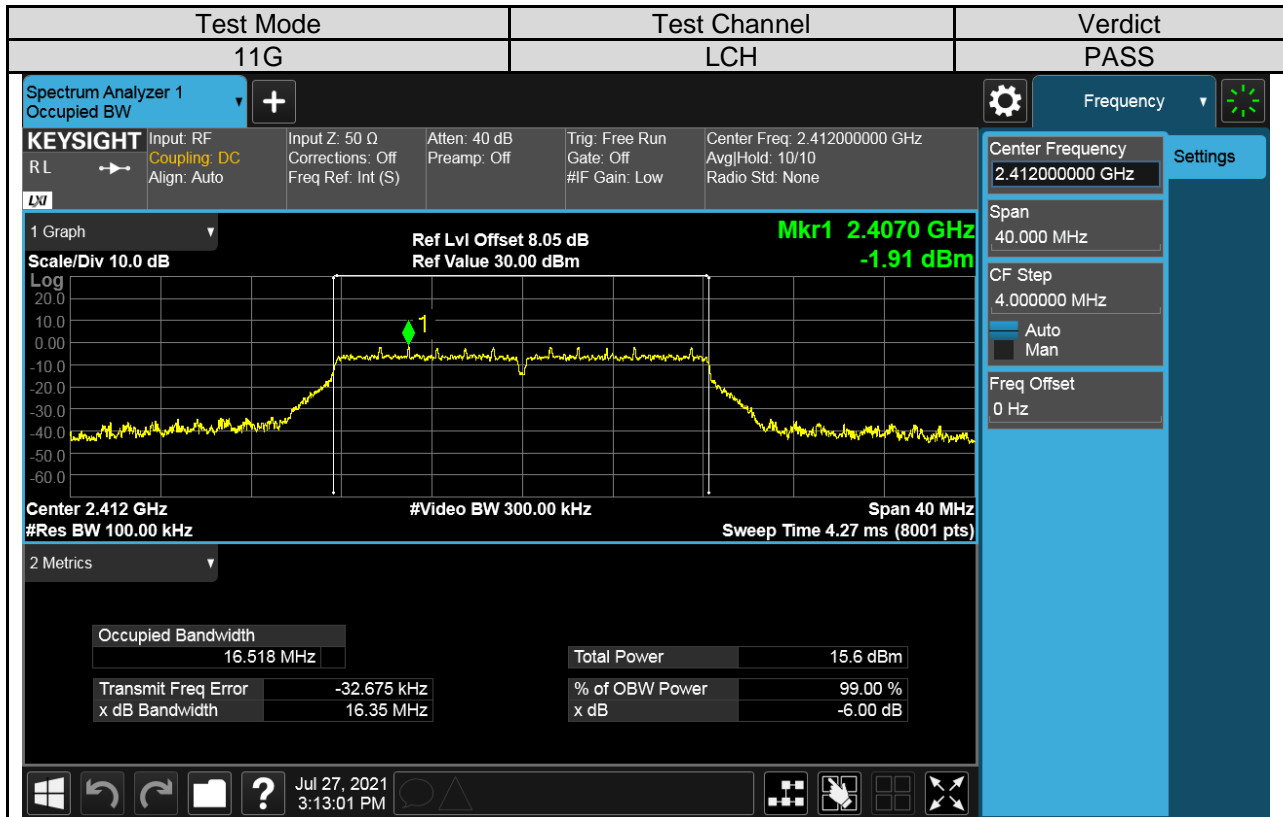 Test Mode Test Channel Verdict
11G LCH PASS
Spectrum Analyzer 1
Occupied BW
+
Frequency
KEYSIGHT
RL
LXI
Input: RF
Coupling: DC
Align: Auto
Input Z: 50 Ω
Corrections: Off
Freq Ref: Int (S)
Atten: 40 dB
Preamp: Off
Trig: Free Run
Gate: Off
#IF Gain: Low
Center Freq: 2.412000000 GHz
Avg|Hold: 10/10
Radio Std: None
Center Frequency
2.412000000 GHz
Settings
Span
40.000 MHz
CF Step
4.000000 MHz
Auto
Man
Freq Offset
0 Hz
1 Graph
Scale/Div 10.0 dB
Ref Lvl Offset 8.05 dB
Ref Value 30.00 dBm
Mkr1 2.4070 GHz
-1.91 dBm
Log
20.0
10.0
0.00
-10.0
-20.0
-30.0
-40.0
-50.0
-60.0
1
Center 2.412 GHz
#Res BW 100.00 kHz
#Video BW 300.00 kHz
Span 40 MHz
Sweep Time 4.27 ms (8001 pts)
2 Metrics
Occupied Bandwidth
16.518 MHz
Total Power 15.6 dBm
Transmit Freq Error -32.675 kHz
% of OBW Power 99.00 %
x dB Bandwidth 16.35 MHz
x dB -6.00 dB
?
Jul 27, 2021
3:13:01 PM